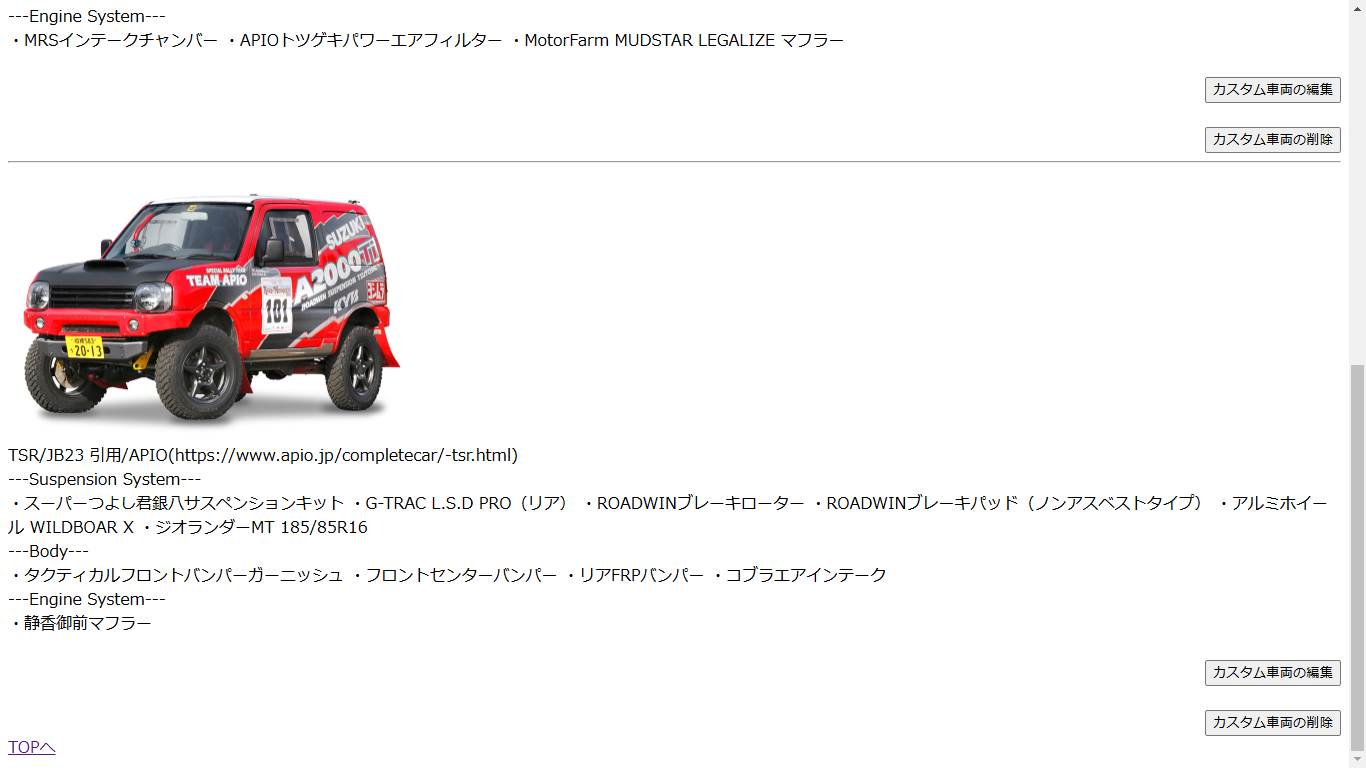 ---Engine System---
・MRSインテークチャンバー ・APIOトツゲキパワーエアフィルター ・MotorFarm MUDSTAR LEGALIZE マフラー
カスタム車両の編集
カスタム車両の削除
SUZUKI
A2000TD
ROADWIN SUSPENSION TSUYOSHI
KYB
ヨシムラ
SPECIAL RALLY TEAM
TEAM-APIO
101
20-13
TSR/JB23 引用/APIO(https://www.apio.jp/completecar/-tsr.html)
---Suspension System---
・スーパーつよし君銀八サスペンションキット ・G-TRAC L.S.D PRO（リア） ・ROADWINブレーキローター ・ROADWINブレーキパッド（ノンアスベストタイプ） ・アルミホイー
ル WILDBOAR X ・ジオランダーMT 185/85R16
---Body---
・タクティカルフロントバンパーガーニッシュ ・フロントセンターバンパー ・リアFRPバンパー ・コブラエアインテーク
---Engine System---
・静香御前マフラー
カスタム車両の編集
カスタム車両の削除
TOPへ